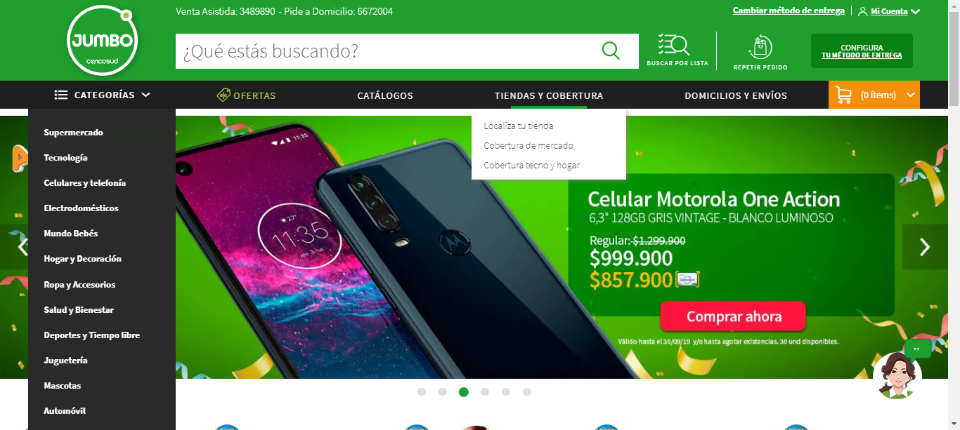 Venta Asistida: 3489890 - Pide a Domicilio: 6672004
Cambiar método de entrega
Mi Cuenta
JUMBO
cencosud
¿Qué estás buscando?
BUSCAR POR LISTA
REPETIR PEDIDO
CONFIGURA
TU MÉTODO DE ENTREGA
CATEGORÍAS
OFERTAS
CATÁLOGOS
TIENDAS Y COBERTURA
DOMICILIOS Y ENVÍOS
(0 ítems)
Localiza tu tienda
Cobertura de mercado
Cobertura tecno y hogar
Supermercado
Tecnología
Celulares y telefonía
Electrodomésticos
Mundo Bebés
Hogar y Decoración
Ropa y Accesorios
Salud y Bienestar
Deportes y Tiempo libre
Juguetería
Mascotas
Automóvil
11:35
23°
11:35
Celular Motorola One Action
6,3" 128GB GRIS VINTAGE - BLANCO LUMINOSO
Regular: $1.299.900
$999.900
$857.900
Comprar ahora
Válido hasta el 30/09/19 y/o hasta agotar existencias. 30 und disponibles.